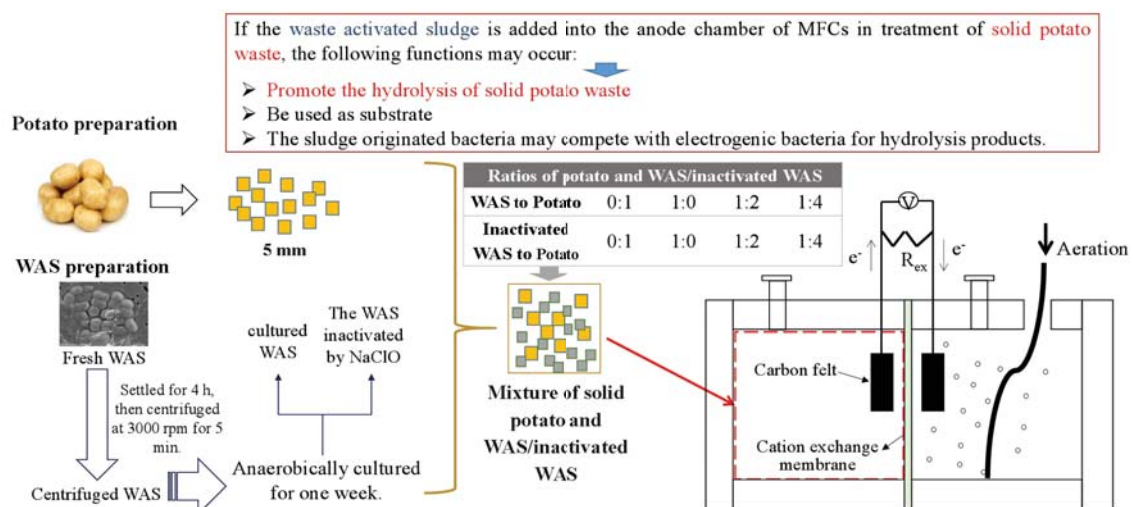 If the waste activated sludge is added into the anode chamber of MFCs in treatment of solid potato
waste, the following functions may occur:
➢ Promote the hydrolysis of solid potato waste
➢ Be used as substrate
➢ The sludge originated bacteria may compete with electrogenic bacteria for hydrolysis products.
Potato preparation
5 mm
WAS preparation
Fresh WAS
Settled for 4 h,
then centrifuged
at 3000 rpm for 5
min.
Centrifuged WAS
Anaerobically cultured
for one week.
cultured
WAS
The WAS
inactivated
by NaClO
Ratios of potato and WAS/inactivated WAS
WAS to Potato 0:1 1:0 1:2 1:4
Inactivated
WAS to Potato 0:1 1:0 1:2 1:4
Mixture of solid
potato and
WAS/inactivated
WAS
V
e⁻ Rex e⁻
Aeration
Carbon felt
Cation exchange
membrane